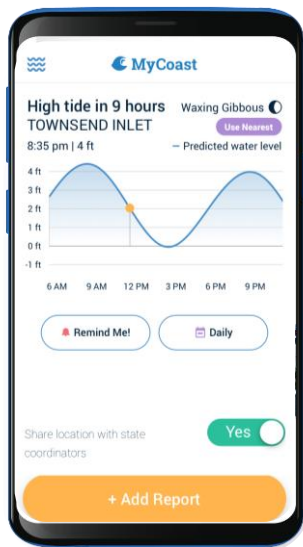 MyCoast
High tide in 9 hours
Waxing Gibbous
TOWNSEND INLET
Use Nearest
8:35 pm | 4 ft
– Predicted water level
4 ft
3 ft
2 ft
1 ft
0 ft
-1 ft
6 AM 9 AM 12 PM 3 PM 6 PM 9 PM
Remind Me!
Daily
Share location with state
coordinators
Yes
+ Add Report